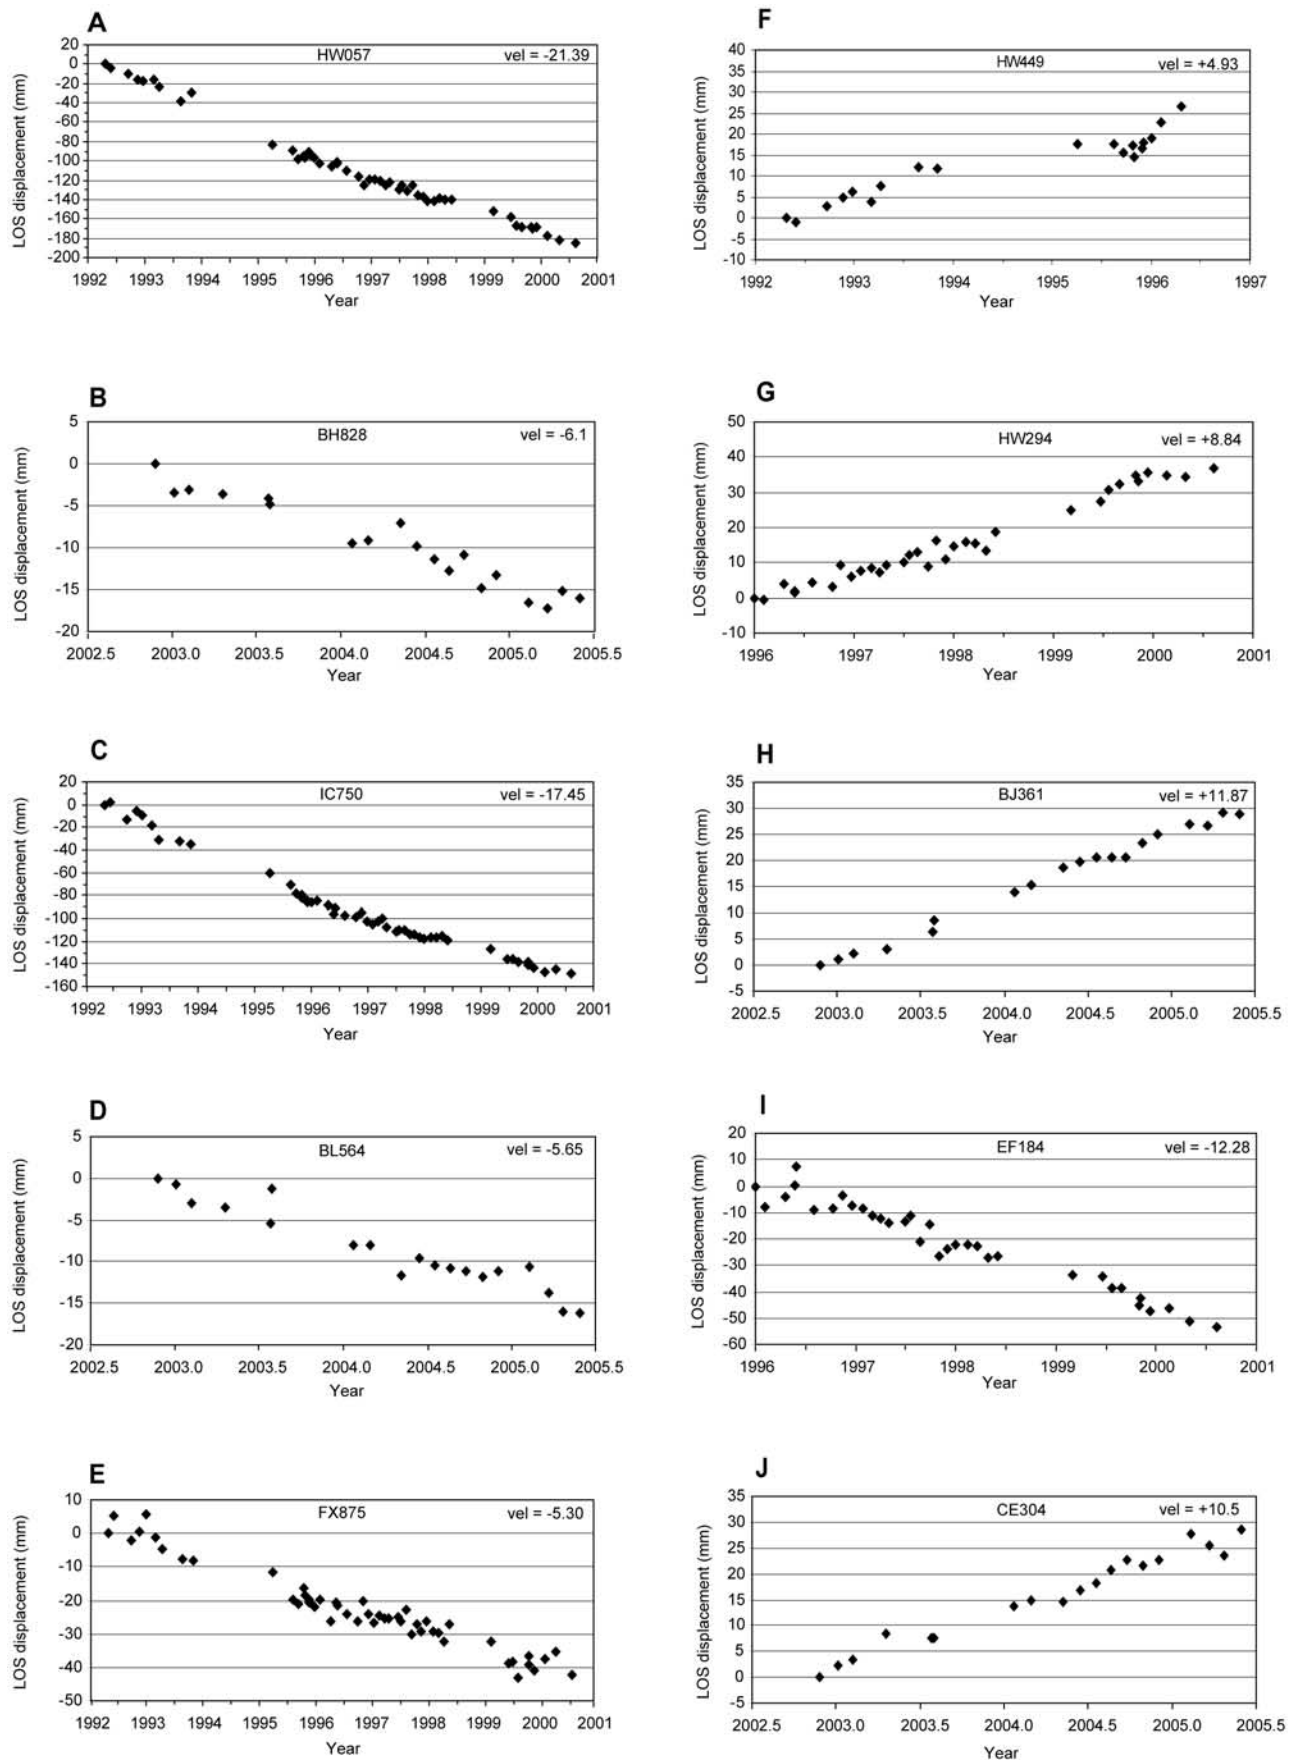 A
HW057 vel = -21.39
LOS displacement (mm)
20
0
-20
-40
-60
-80
-100
-120
-140
-160
-180
-200
1992 1993 1994 1995 1996 1997 1998 1999 2000 2001
Year
B
BH828 vel = -6.1
LOS displacement (mm)
5
0
-5
-10
-15
-20
2002.5 2003.0 2003.5 2004.0 2004.5 2005.0 2005.5
Year
C
IC750 vel = -17.45
LOS displacement (mm)
20
0
-20
-40
-60
-80
-100
-120
-140
-160
1992 1993 1994 1995 1996 1997 1998 1999 2000 2001
Year
D
BL564 vel = -5.65
LOS displacement (mm)
5
0
-5
-10
-15
-20
2002.5 2003.0 2003.5 2004.0 2004.5 2005.0 2005.5
Year
E
FX875 vel = -5.30
LOS displacement (mm)
10
0
-10
-20
-30
-40
-50
1992 1993 1994 1995 1996 1997 1998 1999 2000 2001
Year
F
HW449 vel = +4.93
LOS displacement (mm)
40
35
30
25
20
15
10
5
0
-5
-10
1992 1993 1994 1995 1996 1997
Year
G
HW294 vel = +8.84
LOS displacement (mm)
50
40
30
20
10
0
-10
1996 1997 1998 1999 2000 2001
Year
H
BJ361 vel = +11.87
LOS displacement (mm)
35
30
25
20
15
10
5
0
-5
2002.5 2003.0 2003.5 2004.0 2004.5 2005.0 2005.5
Year
I
EF184 vel = -12.28
LOS displacement (mm)
20
10
0
-10
-20
-30
-40
-50
-60
1996 1997 1998 1999 2000 2001
Year
J
CE304 vel = +10.5
LOS displacement (mm)
35
30
25
20
15
10
5
0
-5
2002.5 2003.0 2003.5 2004.0 2004.5 2005.0 2005.5
Year